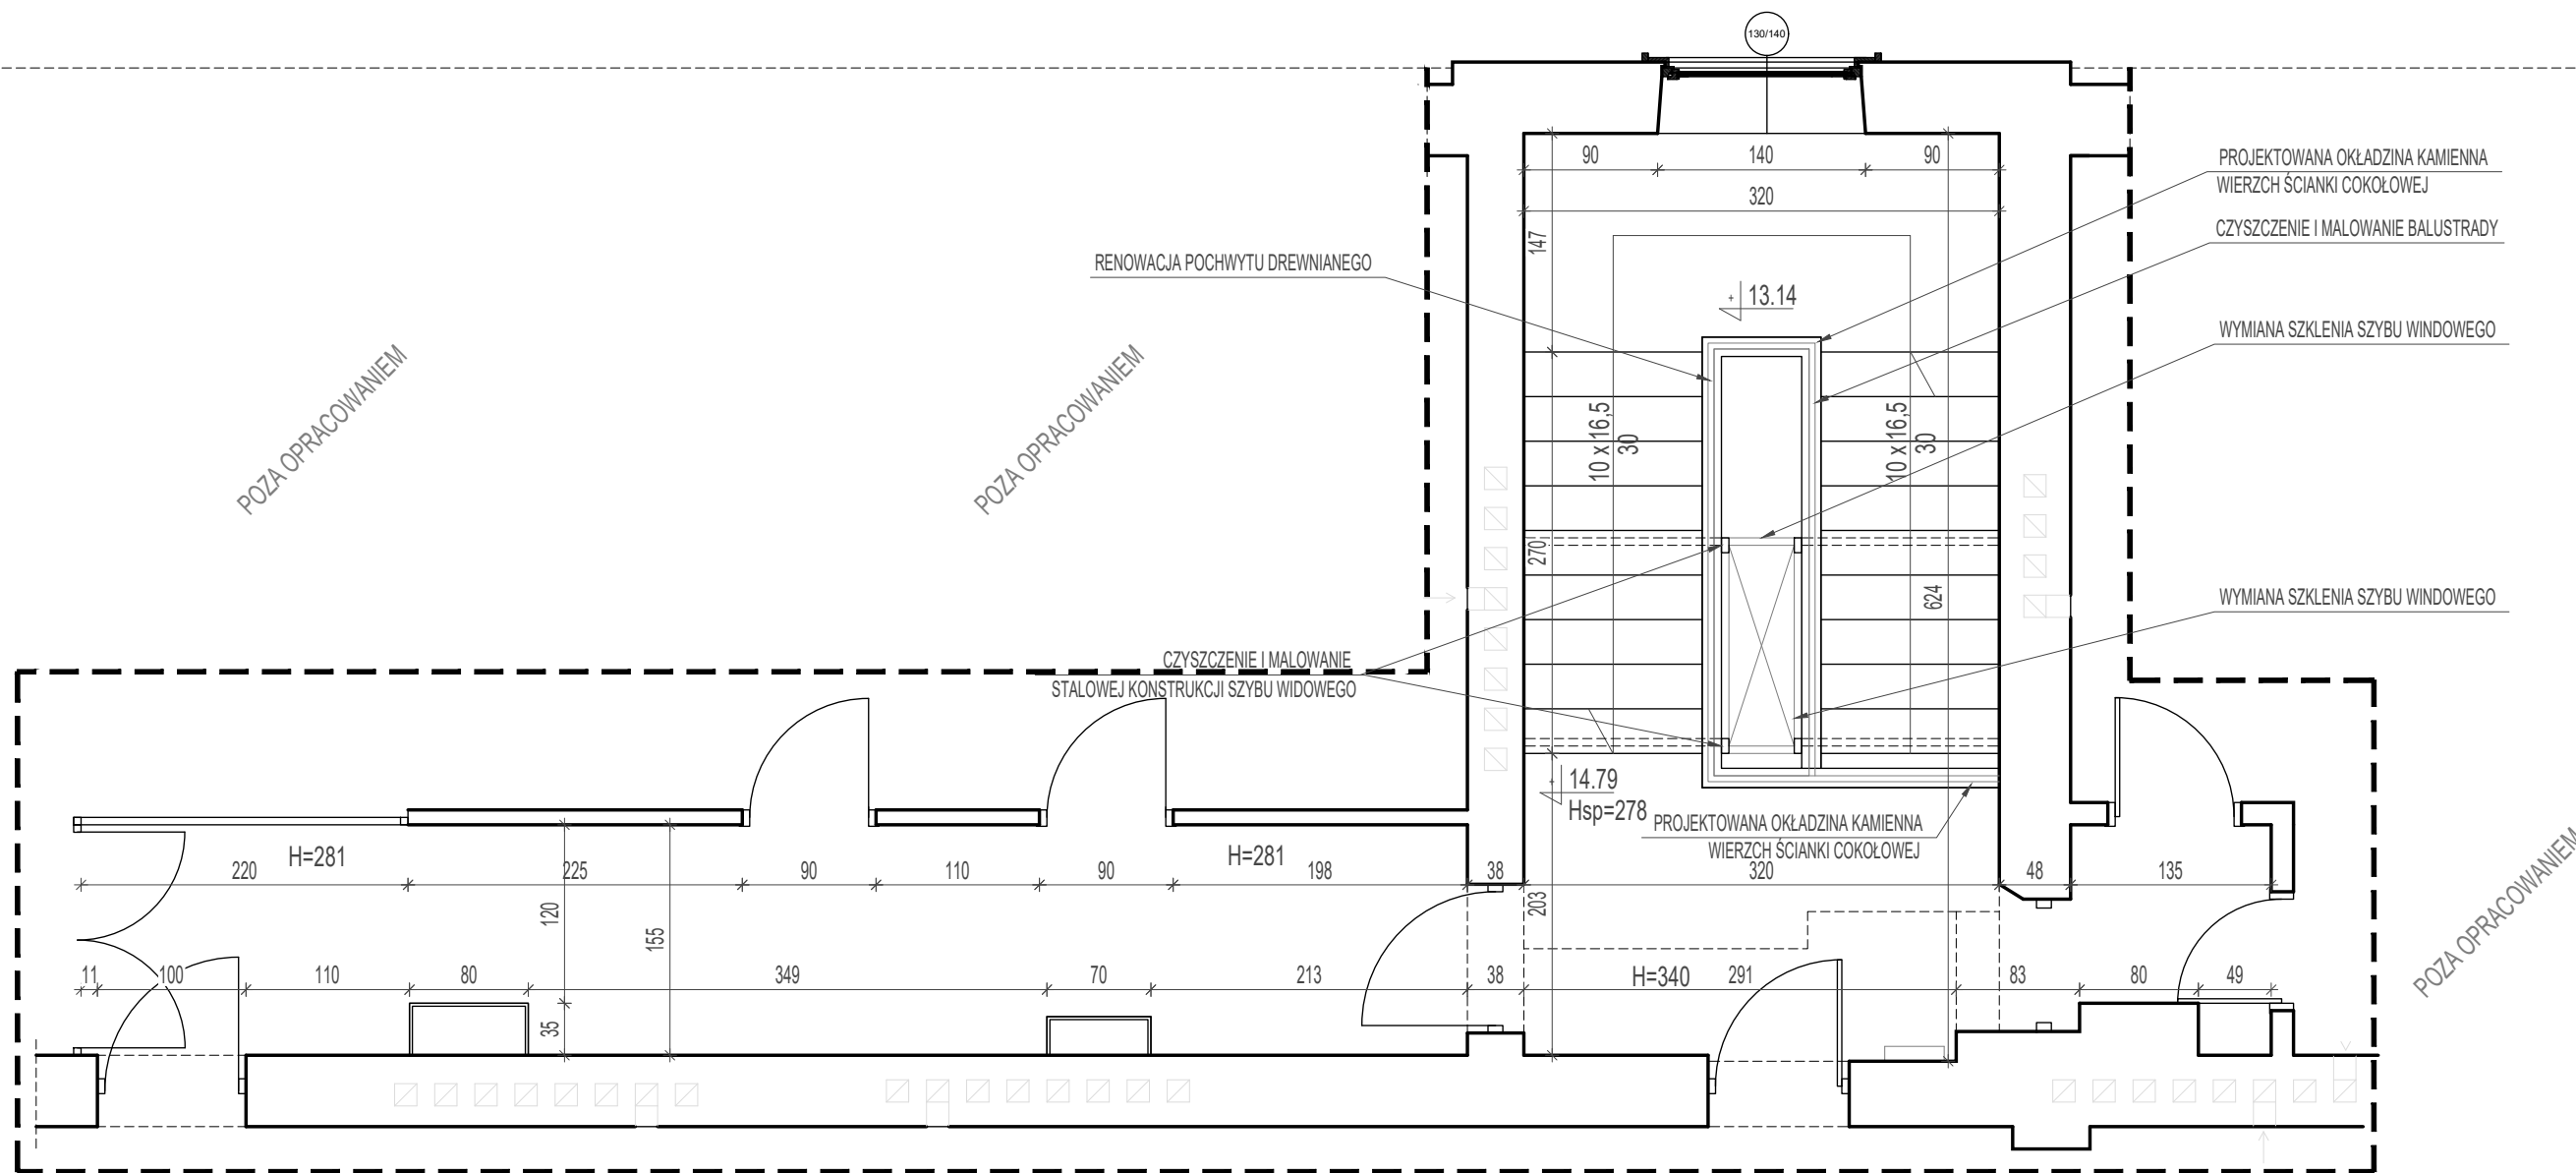 130/140
PROJEKTOWANA OKŁADZINA KAMIENNA
WIERZCH ŚCIANKI COKOŁOWEJ
90
140
90
320
CZYSZCZENIE I MALOWANIE BALUSTRADY
147
RENOWACJA POCHWYTU DREWNIANEGO
+ 13.14
WYMIANA SZKLENIA SZYBU WINDOWEGO
POZA OPRACOWANIEM
POZA OPRACOWANIEM
10 x 16,5
30
10 x 16,5
30
270
624
WYMIANA SZKLENIA SZYBU WINDOWEGO
CZYSZCZENIE I MALOWANIE
STALOWEJ KONSTRUKCJI SZYBU WIDOWEGO
+ 14.79
Hsp=278
PROJEKTOWANA OKŁADZINA KAMIENNA
WIERZCH ŚCIANKI COKOŁOWEJ
H=281
H=281
220
225
90
110
90
198
38
320
48
135
120
155
203
POZA OPRACOWANIEM
11
100
110
80
349
70
213
38
H=340
291
83
80
49
35